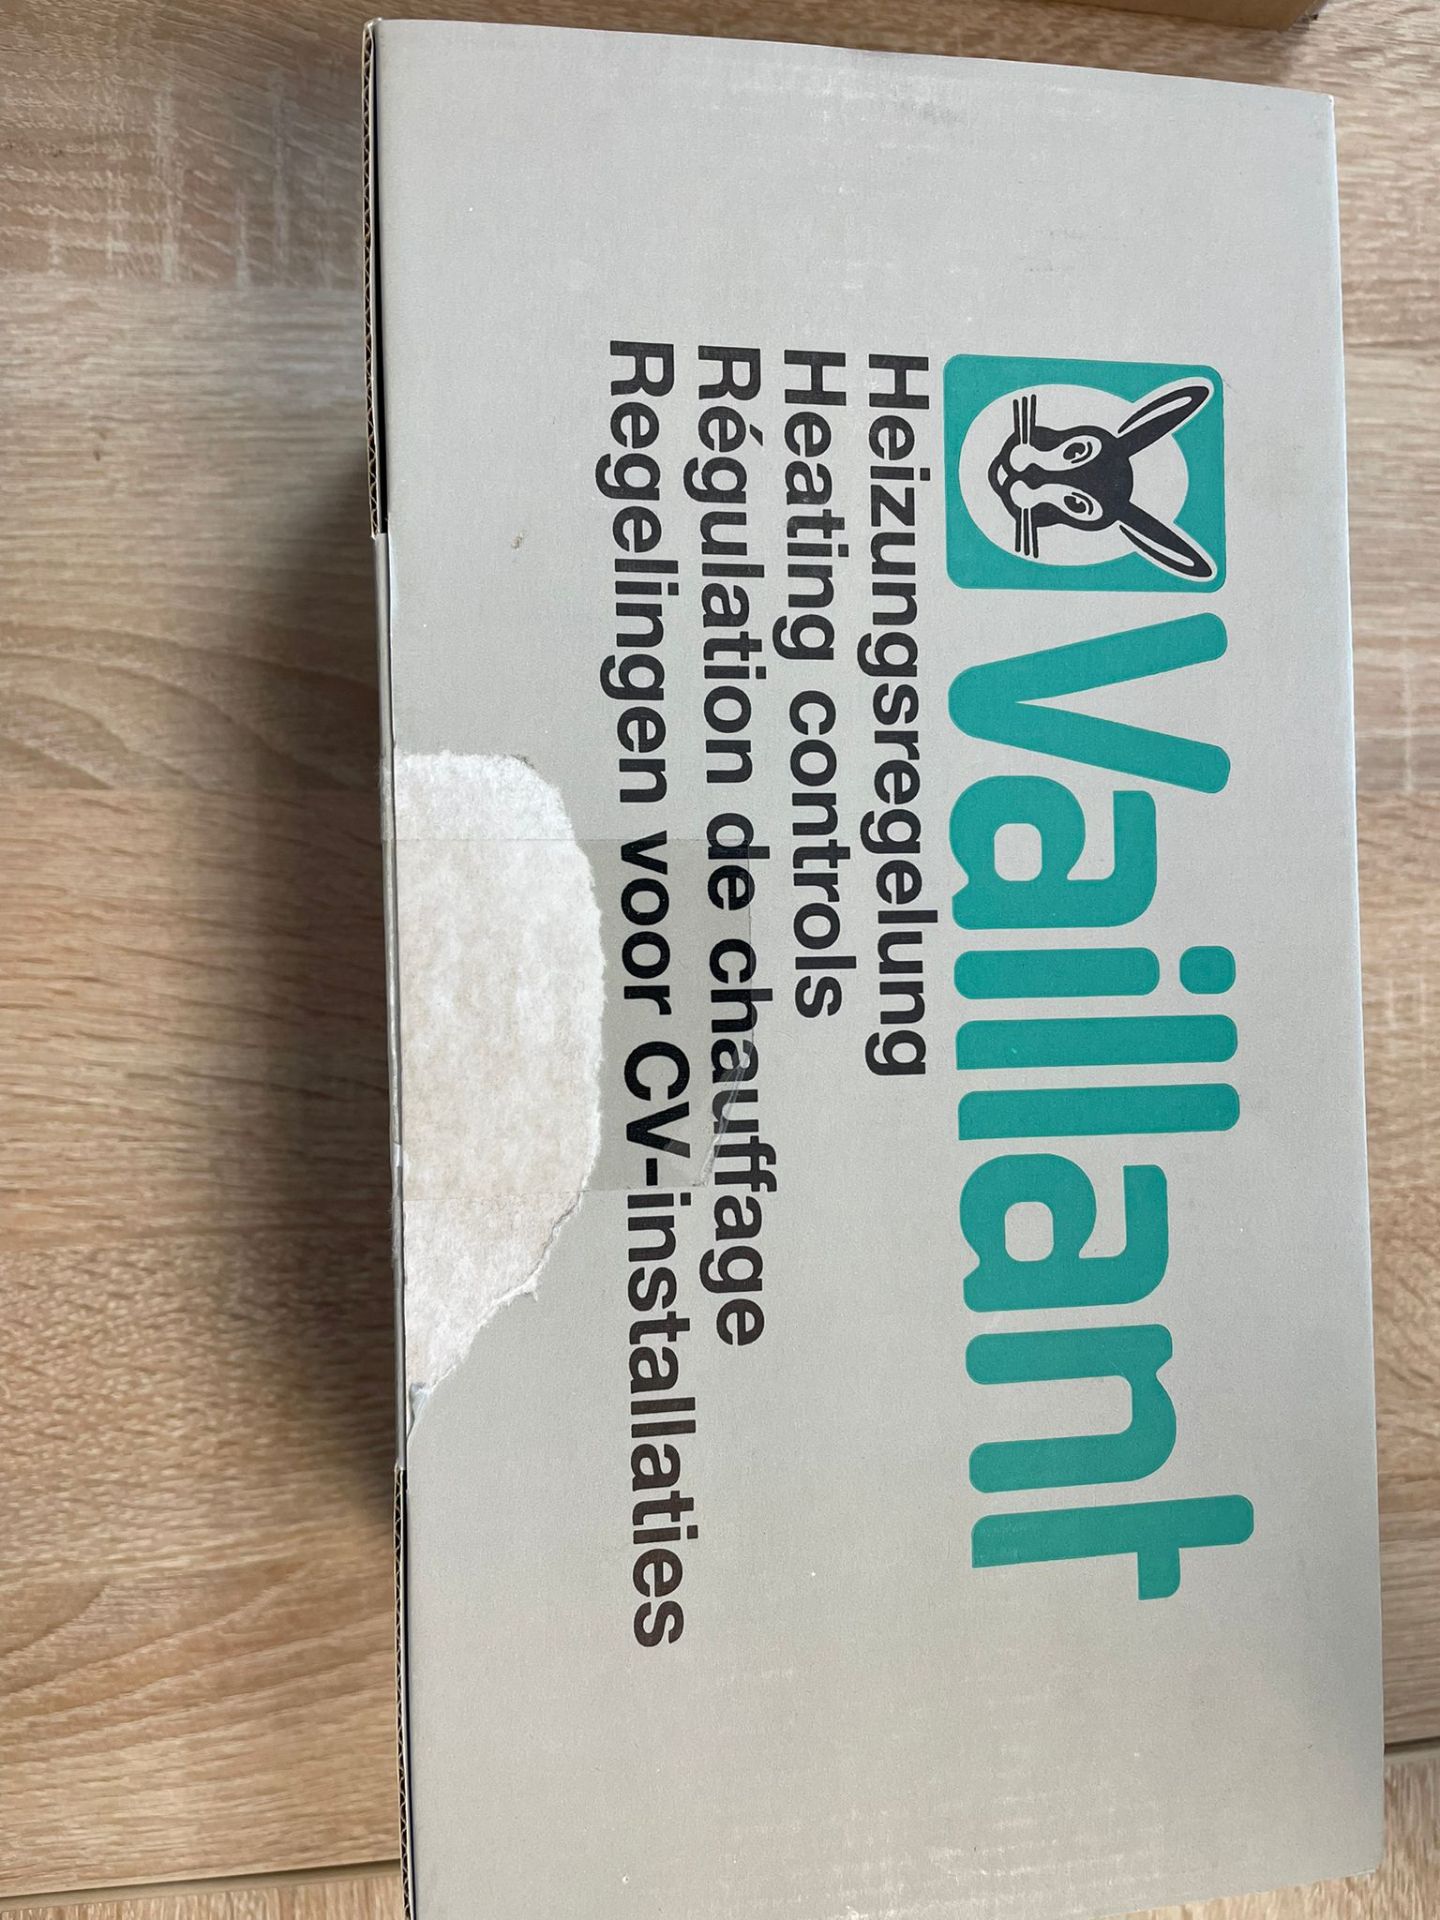 Vaillant
Heizungsregelung
Heating controls
Régulation de chauffage
Regelingen voor CV-installaties